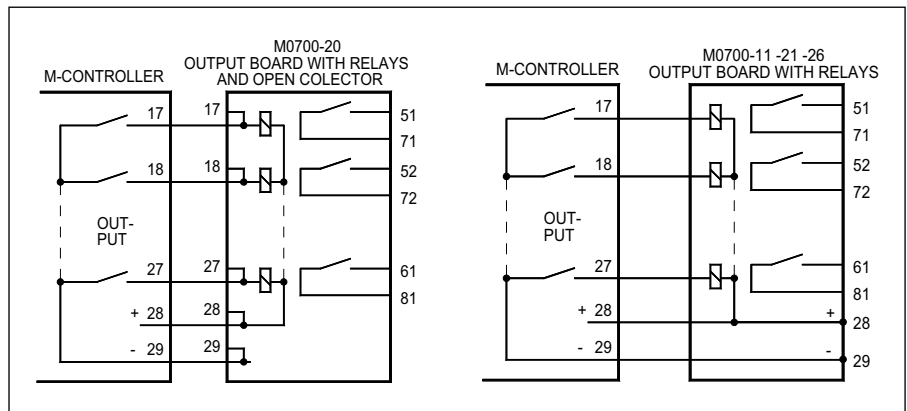 M0700-20
OUTPUT BOARD WITH RELAYS
AND OPEN COLECTOR
M-CONTROLLER
17
17
51
71
18
18
52
72
OUT-
PUT
27
27
61
81
+ 28
28
- 29
29
M0700-11 -21 -26
OUTPUT BOARD WITH RELAYS
M-CONTROLLER
17
51
71
18
52
72
OUT-
PUT
27
61
81
+ 28
+
28
- 29
-
29